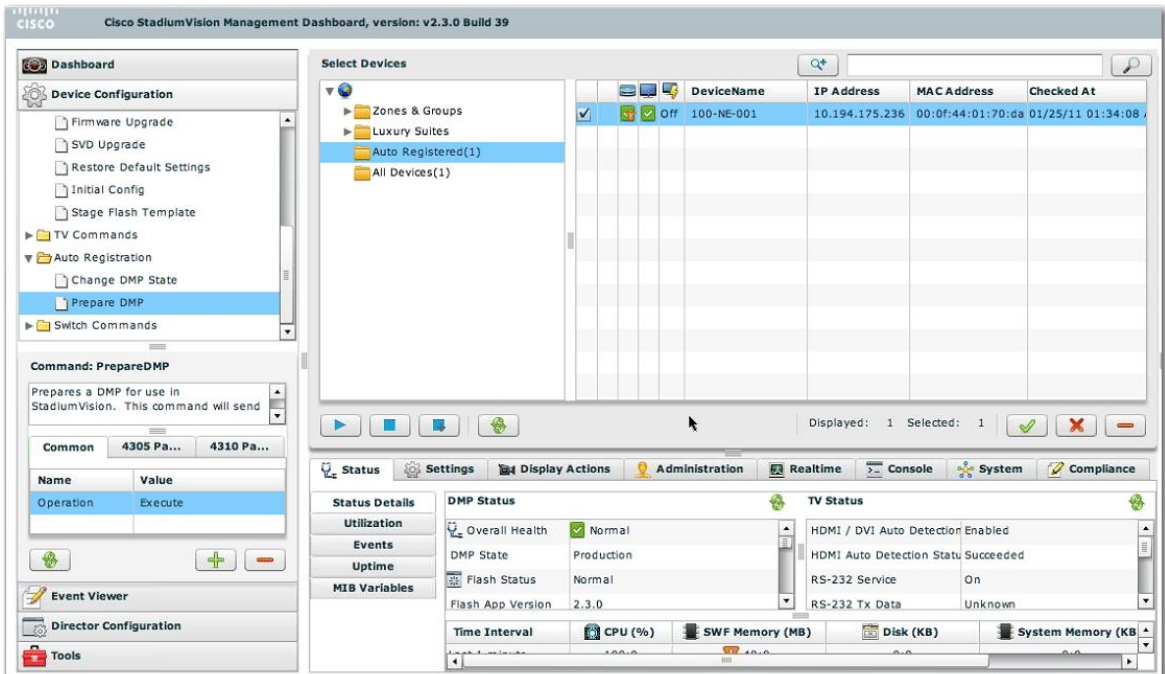 CISCO
Cisco StadiumVision Management Dashboard, version: v2.3.0 Build 39
Dashboard
Device Configuration
Firmware Upgrade
SVD Upgrade
Restore Default Settings
Initial Config
Stage Flash Template
TV Commands
Auto Registration
Change DMP State
Prepare DMP
Switch Commands
Command: PrepareDMP
Prepares a DMP for use in
StadiumVision. This command will send
Common 4305 Pa... 4310 Pa...
Name Value
Operation Execute
Event Viewer
Director Configuration
Tools
Select Devices
Zones & Groups
Luxury Suites
Auto Registered(1)
All Devices(1)
DeviceName IP Address MAC Address Checked At
Off 100-NE-001 10.194.175.236 00:0f:44:01:70:da 01/25/11 01:34:08
Displayed: 1 Selected: 1
Status Settings Display Actions Administration Realtime Console System Compliance
Status Details
Utilization
Events
Uptime
MIB Variables
DMP Status
Overall Health Normal
DMP State Production
Flash Status Normal
Flash App Version 2.3.0
TV Status
HDMI / DVI Auto Detection Enabled
HDMI Auto Detection Statu Succeeded
RS-232 Service On
RS-232 Tx Data Unknown
Time Interval CPU (%) SWF Memory (MB) Disk (KB) System Memory (KB